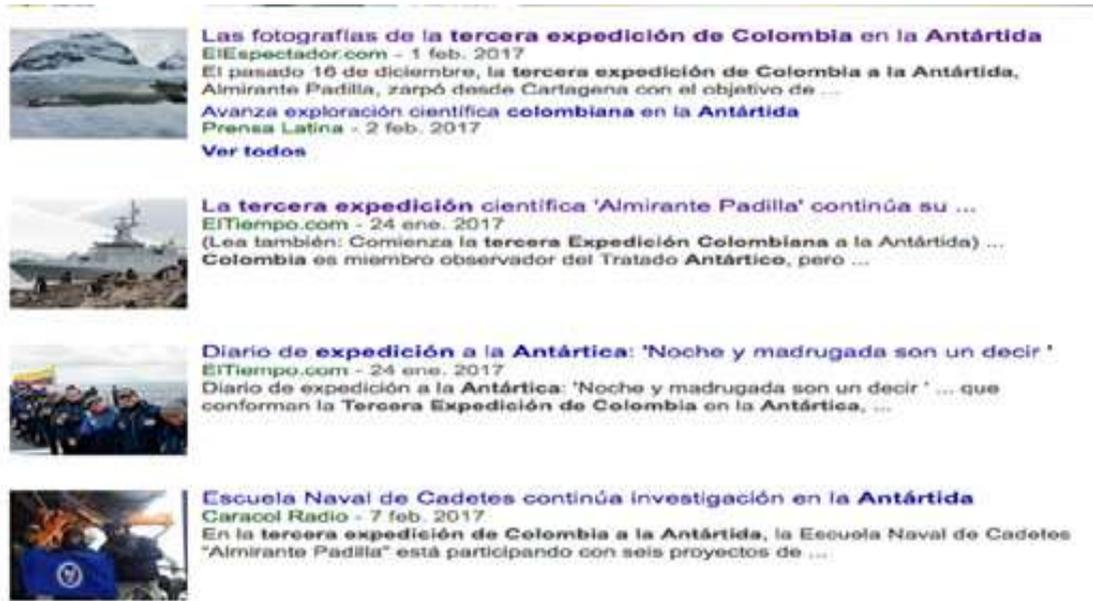 Las fotografías de la tercera expedición de Colombia en la Antártida
ElEspectador.com - 1 feb. 2017
El pasado 16 de diciembre, la tercera expedición de Colombia a la Antártida,
Almirante Padilla, zarpó desde Cartagena con el objetivo de ...
Avanza exploración científica colombiana en la Antártida
Prensa Latina - 2 feb. 2017
Ver todos
La tercera expedición científica 'Almirante Padilla' continúa su ...
ElTiempo.com - 24 ene. 2017
(Lea también: Comienza la tercera Expedición Colombiana a la Antártida) ...
Colombia es miembro observador del Tratado Antártico, pero ...
Diario de expedición a la Antártica: 'Noche y madrugada son un decir '
ElTiempo.com - 24 ene. 2017
Diario de expedición a la Antártica: 'Noche y madrugada son un decir ' ... que
conforman la Tercera Expedición de Colombia en la Antártica, ...
Escuela Naval de Cadetes continúa investigación en la Antártida
Caracol Radio - 7 feb. 2017
En la tercera expedición de Colombia a la Antártida, la Escuela Naval de Cadetes
"Almirante Padilla" está participando con seis proyectos de ...